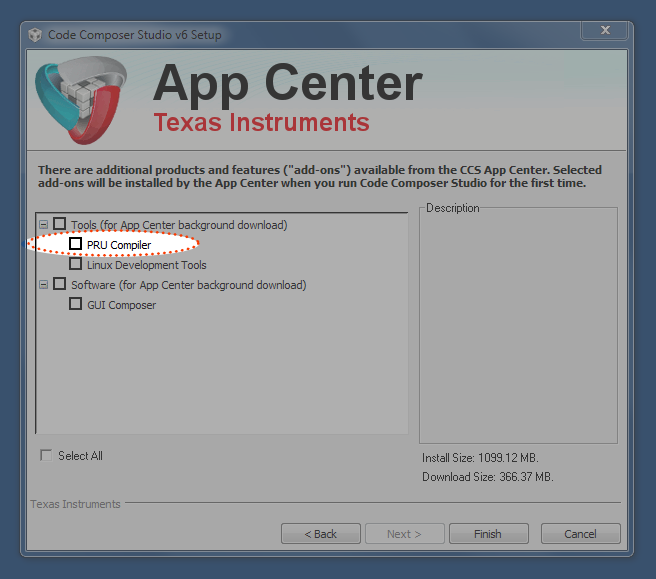 Code Composer Studio v6 Setup
App Center
Texas Instruments
There are additional products and features ("add-ons") available from the CCS App Center. Selected
add-ons will be installed by the App Center when you run Code Composer Studio for the first time.
Tools (for App Center background download)
PRU Compiler
Linux Development Tools
Software (for App Center background download)
GUI Composer
Description
Select All
Install Size: 1099.12 MB.
Download Size: 366.37 MB.
Texas Instruments
< Back
Next >
Finish
Cancel